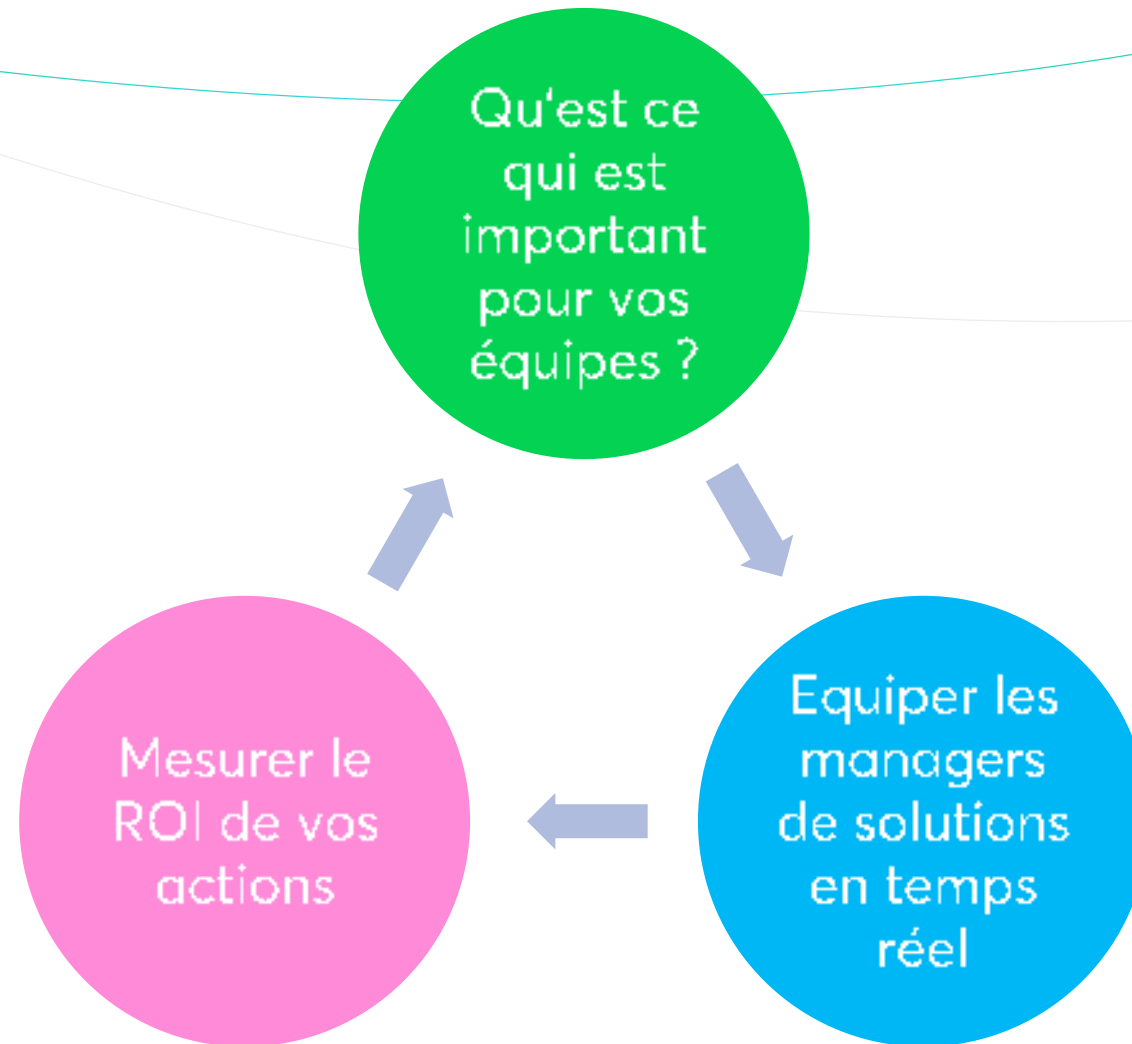 Qu'est ce
qui est
important
pour vos
équipes ?
Equiper les
managers
de solutions
en temps
réel
Mesurer le
ROI de vos
actions